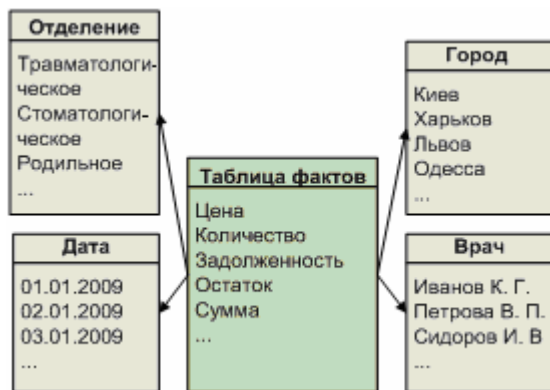 Отделение
Травматологи-
ческое
Стоматологи-
ческое
Родильное
...
Город
Киев
Харьков
Львов
Одесса
...
Таблица фактов
Цена
Количество
Задолженность
Остаток
Сумма
...
Дата
01.01.2009
02.01.2009
03.01.2009
...
Врач
Иванов К. Г.
Петрова В. П.
Сидоров И. В
...